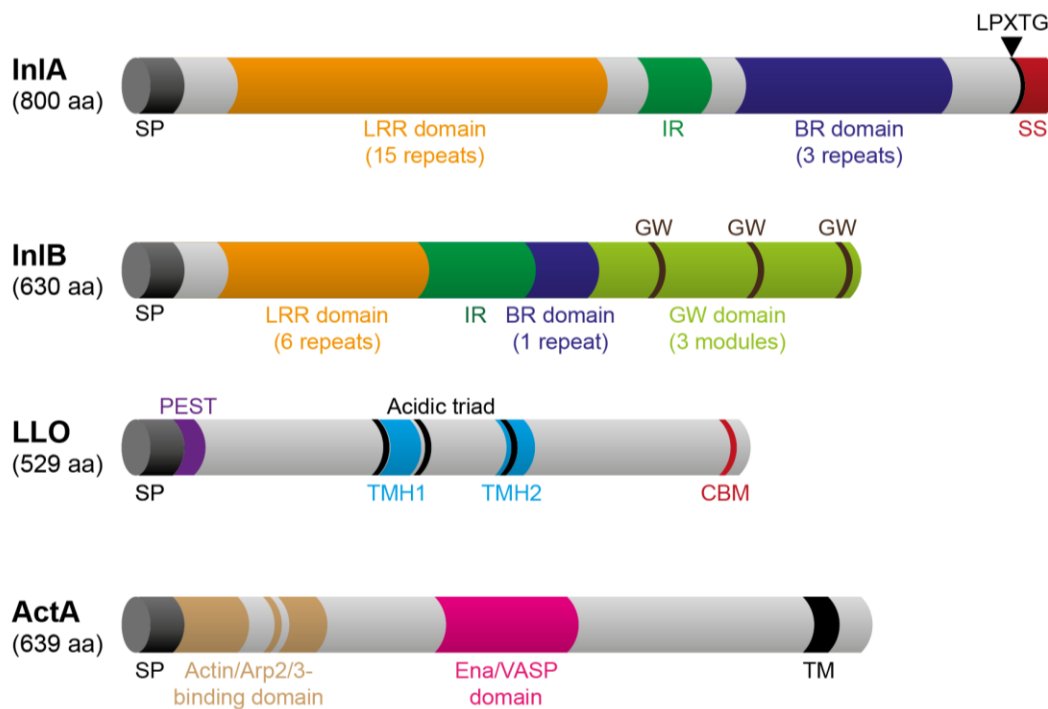 LPXTG
InlA
(800 aa)
SP
LRR domain
(15 repeats)
IR
BR domain
(3 repeats)
SS
GW GW GW
InlB
(630 aa)
SP
LRR domain
(6 repeats)
IR
BR domain
(1 repeat)
GW domain
(3 modules)
PEST
Acidic triad
LLO
(529 aa)
SP
TMH1
TMH2
CBM
ActA
(639 aa)
SP
Actin/Arp2/3-
binding domain
Ena/VASP
domain
TM